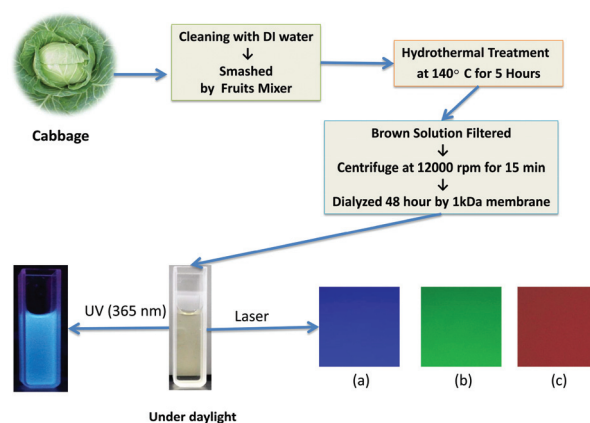 Cleaning with DI water
↓
Smashed
by Fruits Mixer
Hydrothermal Treatment
at 140° C for 5 Hours
Cabbage
Brown Solution Filtered
↓
Centrifuge at 12000 rpm for 15 min
↓
Dialyzed 48 hour by 1kDa membrane
UV (365 nm)
Laser
(a)
(b)
(c)
Under daylight